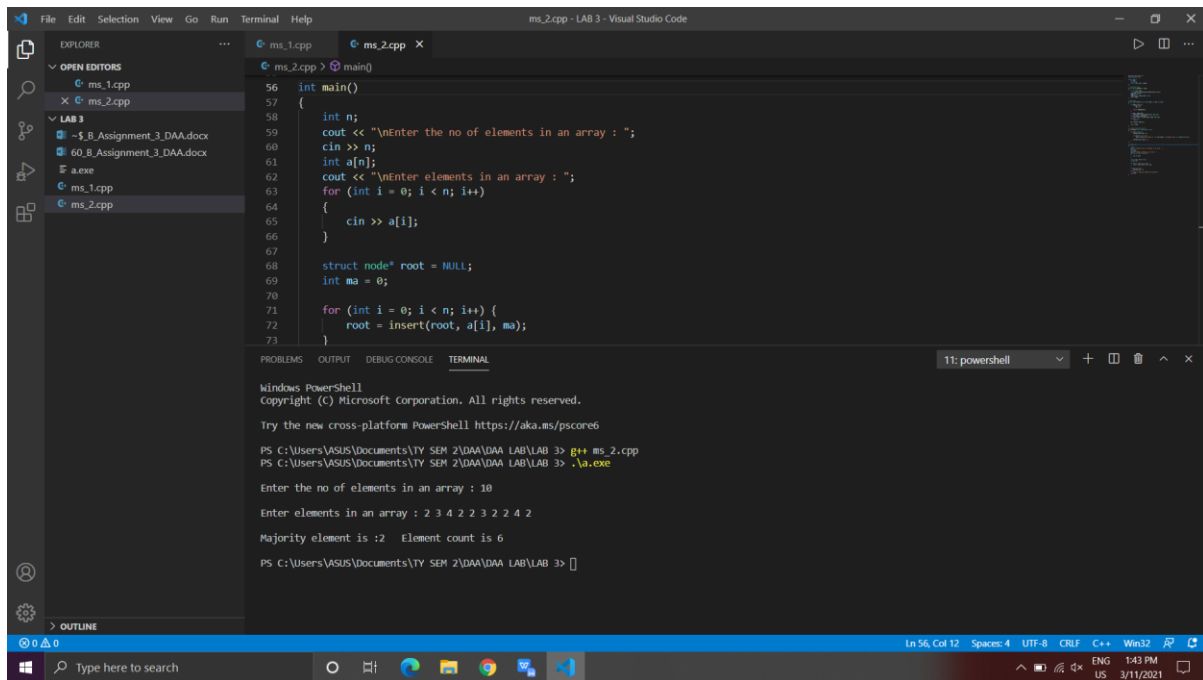 File Edit Selection View Go Run Terminal Help
ms_2.cpp - LAB 3 - Visual Studio Code
EXPLORER
OPEN EDITORS
ms_1.cpp
ms_2.cpp
LAB 3
~$_B_Assignment_3_DAA.docx
60_B_Assignment_3_DAA.docx
a.exe
ms_1.cpp
ms_2.cpp
OUTLINE
ms_1.cpp ms_2.cpp
ms_2.cpp > main()
56 int main()
57 {
58 int n;
59 cout << "\nEnter the no of elements in an array : ";
60 cin >> n;
61 int a[n];
62 cout << "\nEnter elements in an array : ";
63 for (int i = 0; i < n; i++)
64 {
65 cin >> a[i];
66 }
67
68 struct node* root = NULL;
69 int ma = 0;
70
71 for (int i = 0; i < n; i++) {
72 root = insert(root, a[i], ma);
73 }
PROBLEMS OUTPUT DEBUG CONSOLE TERMINAL
11: powershell
Windows PowerShell
Copyright (C) Microsoft Corporation. All rights reserved.
Try the new cross-platform PowerShell https://aka.ms/pscore6
PS C:\Users\ASUS\Documents\TY SEM 2\DAA\DAA LAB\LAB 3> g++ ms_2.cpp
PS C:\Users\ASUS\Documents\TY SEM 2\DAA\DAA LAB\LAB 3> .\a.exe
Enter the no of elements in an array : 10
Enter elements in an array : 2 3 4 2 2 3 2 2 4 2
Majority element is :2 Element count is 6
PS C:\Users\ASUS\Documents\TY SEM 2\DAA\DAA LAB\LAB 3>
0 0
Ln 56, Col 12 Spaces: 4 UTF-8 CRLF C++ Win32
Type here to search
ENG
US
1:43 PM
3/11/2021